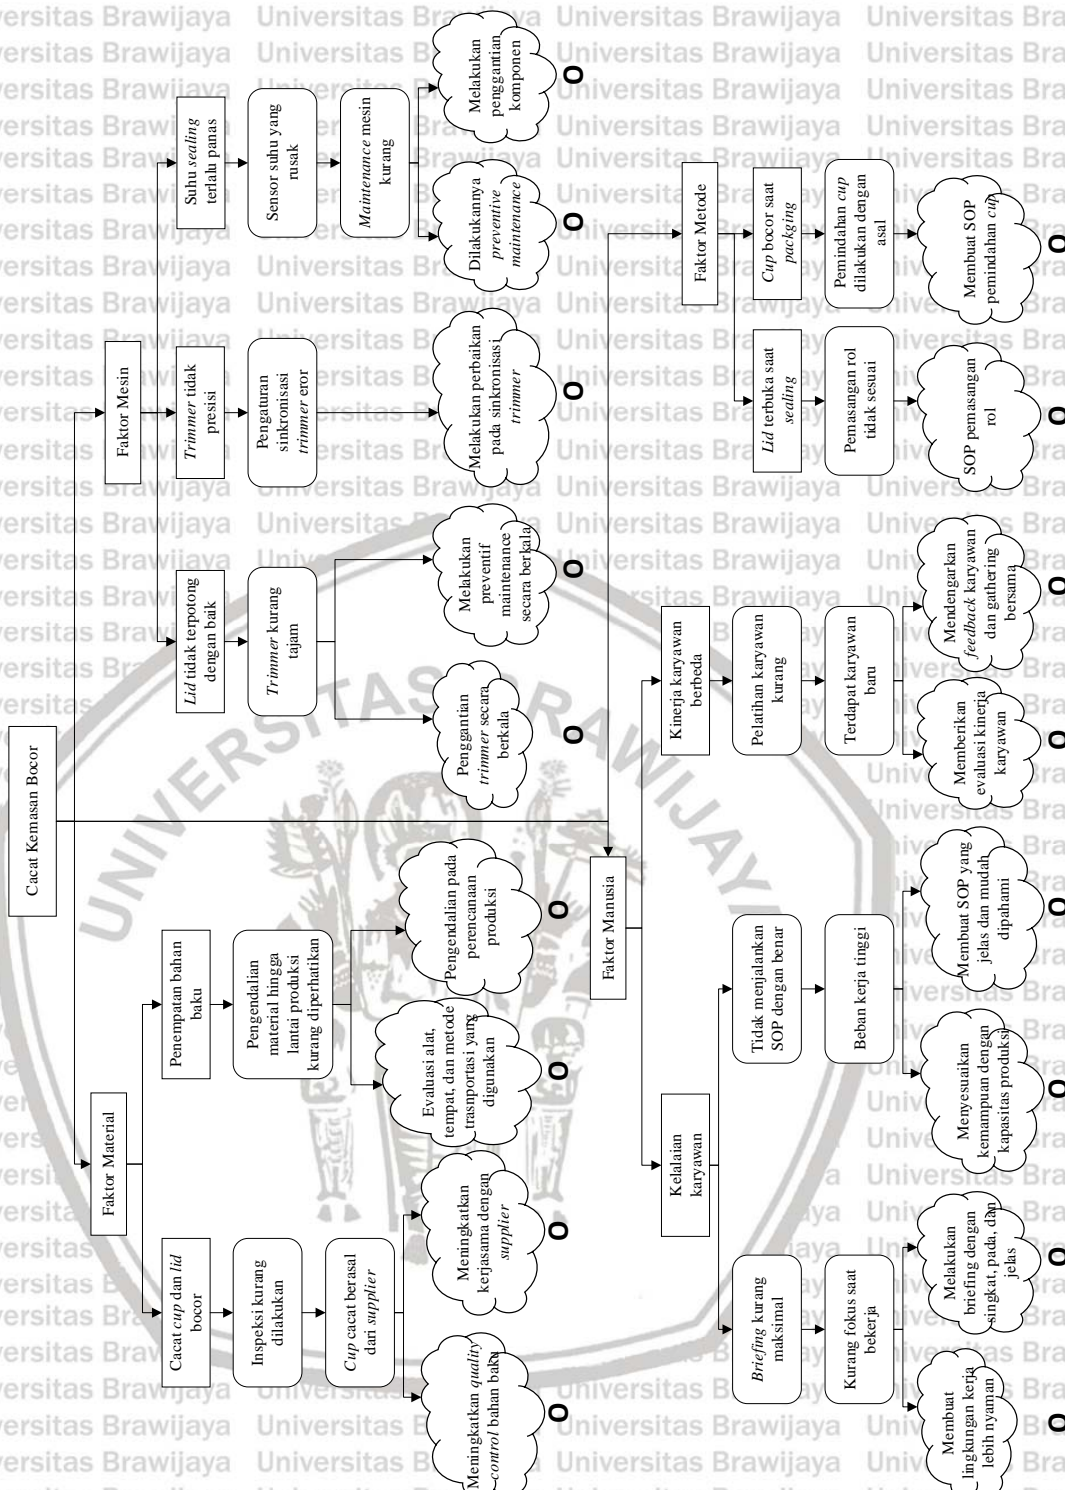 Cacat Kemasan Bocor
Faktor Material
Faktor Mesin
Cacat cup dan lid
bocor
Penempatan bahan
baku
Lid tidak terpotong
dengan baik
Trimmer tidak
presisi
Suhu sealing
terlalu panas
Inspeksi kurang
dilakukan
Pengendalian
material hingga
lantai produksi
kurang diperhatikan
Trimmer kurang
tajam
Pengaturan
sinkronisasi
trimmer eror
Sensor suhu yang
rusak
Cup cacat berasal
dari supplier
Maintenance mesin
kurang
Meningkatkan quality
control bahan baku
Meningkatkan
kerjasama dengan
supplier
Evaluasi alat,
tempat, dan metode
trasnportasi yang
digunakan
Pengendalian pada
perencanaan
produksi
Penggantian
trimmer secara
berkala
Melakukan
preventif
maintenance
secara berkala
Melakukan perbaikan
pada sinkronisasi
trimmer
Dilakukannya
preventive
maintenance
Melakukan
penggantian
komponen
O
O
O
O
O
O
O
O
O
Faktor Manusia
Faktor Metode
Kelalaian
karyawan
Kinerja karyawan
berbeda
Lid terbuka saat
sealing
Cup bocor saat
packging
Briefing kurang
maksimal
Tidak menjalankan
SOP dengan benar
Pelatihan karyawan
kurang
Pemasangan rol
tidak sesuai
Pemindahan cup
dilakukan dengan
asal
Kurang fokus saat
bekerja
Beban kerja tinggi
Terdapat karyawan
baru
Membuat
lingkungan kerja
lebih nyaman
Melakukan
briefing dengan
singkat, pada, dan
jelas
Menyesuaikan
kemampuan dengan
kapasitas produksi
Membuat SOP yang
jelas dan mudah
dipahami
Memberikan
evaluasi kinerja
karyawan
Mendengarkan
feedback karyawan
dan gathering
bersama
SOP pemasangan
rol
Membuat SOP
pemindahan cup
O
O
O
O
O
O
O
O
UNIVERSITAS BRAWIJAYA
Universitas Brawijaya